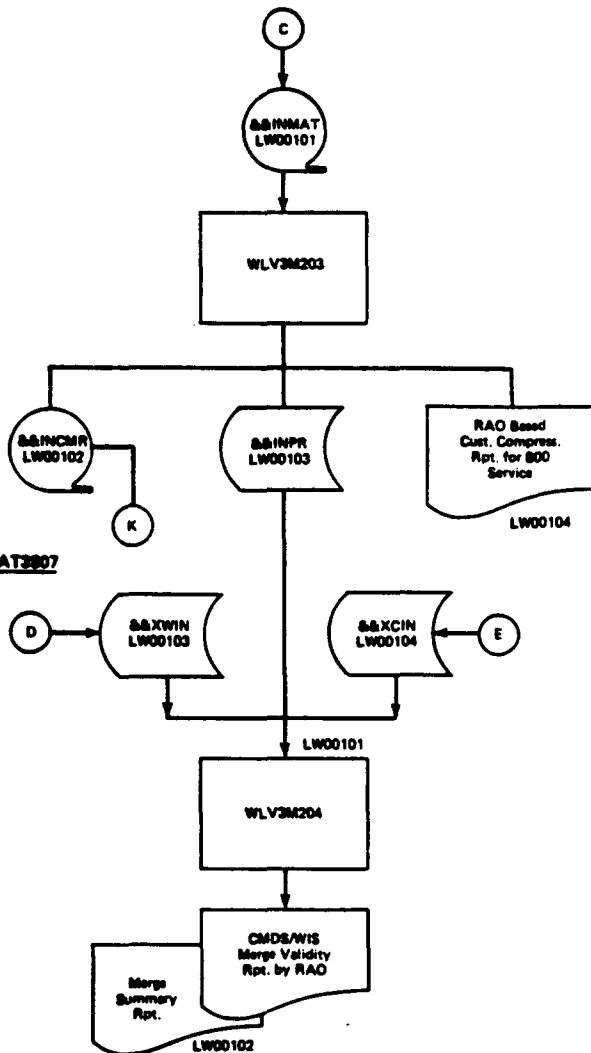 C
&&INMAT
LW00101
WLV3M203
&&INCMR
LW00102
&&INPR
LW00103
RAO Based
Cust. Compress.
Rpt. for 800
Service
LW00104
K
AT3807
D
&&XWIN
LW00103
&&XCIN
LW00104
E
LW00101
WLV3M204
CMDS/WIS
Merge Validity
Rpt. by RAO
Merge
Summary
Rpt.
LW00102